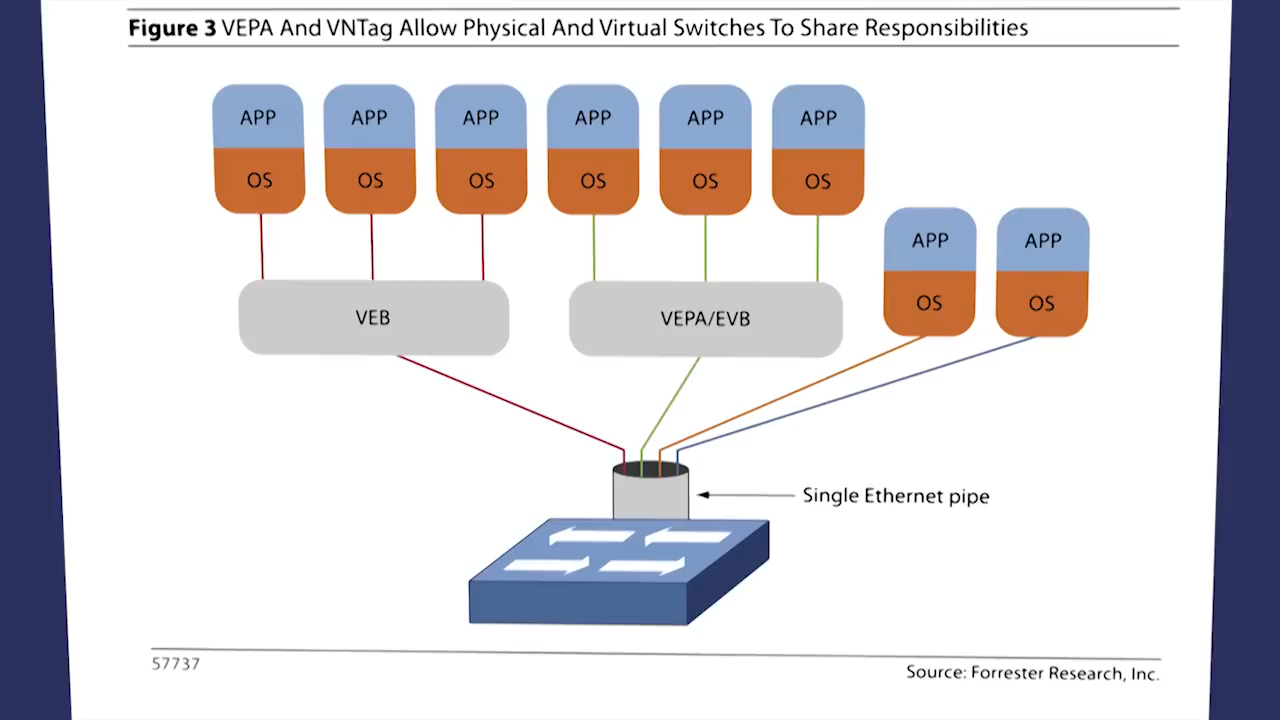 Figure 3 VEPA And VNTag Allow Physical And Virtual Switches To Share Responsibilities
APP APP APP APP APP APP
OS OS OS OS OS OS
APP APP
OS OS
VEB VEPA/EVB
Single Ethernet pipe
57737
Source: Forrester Research, Inc.